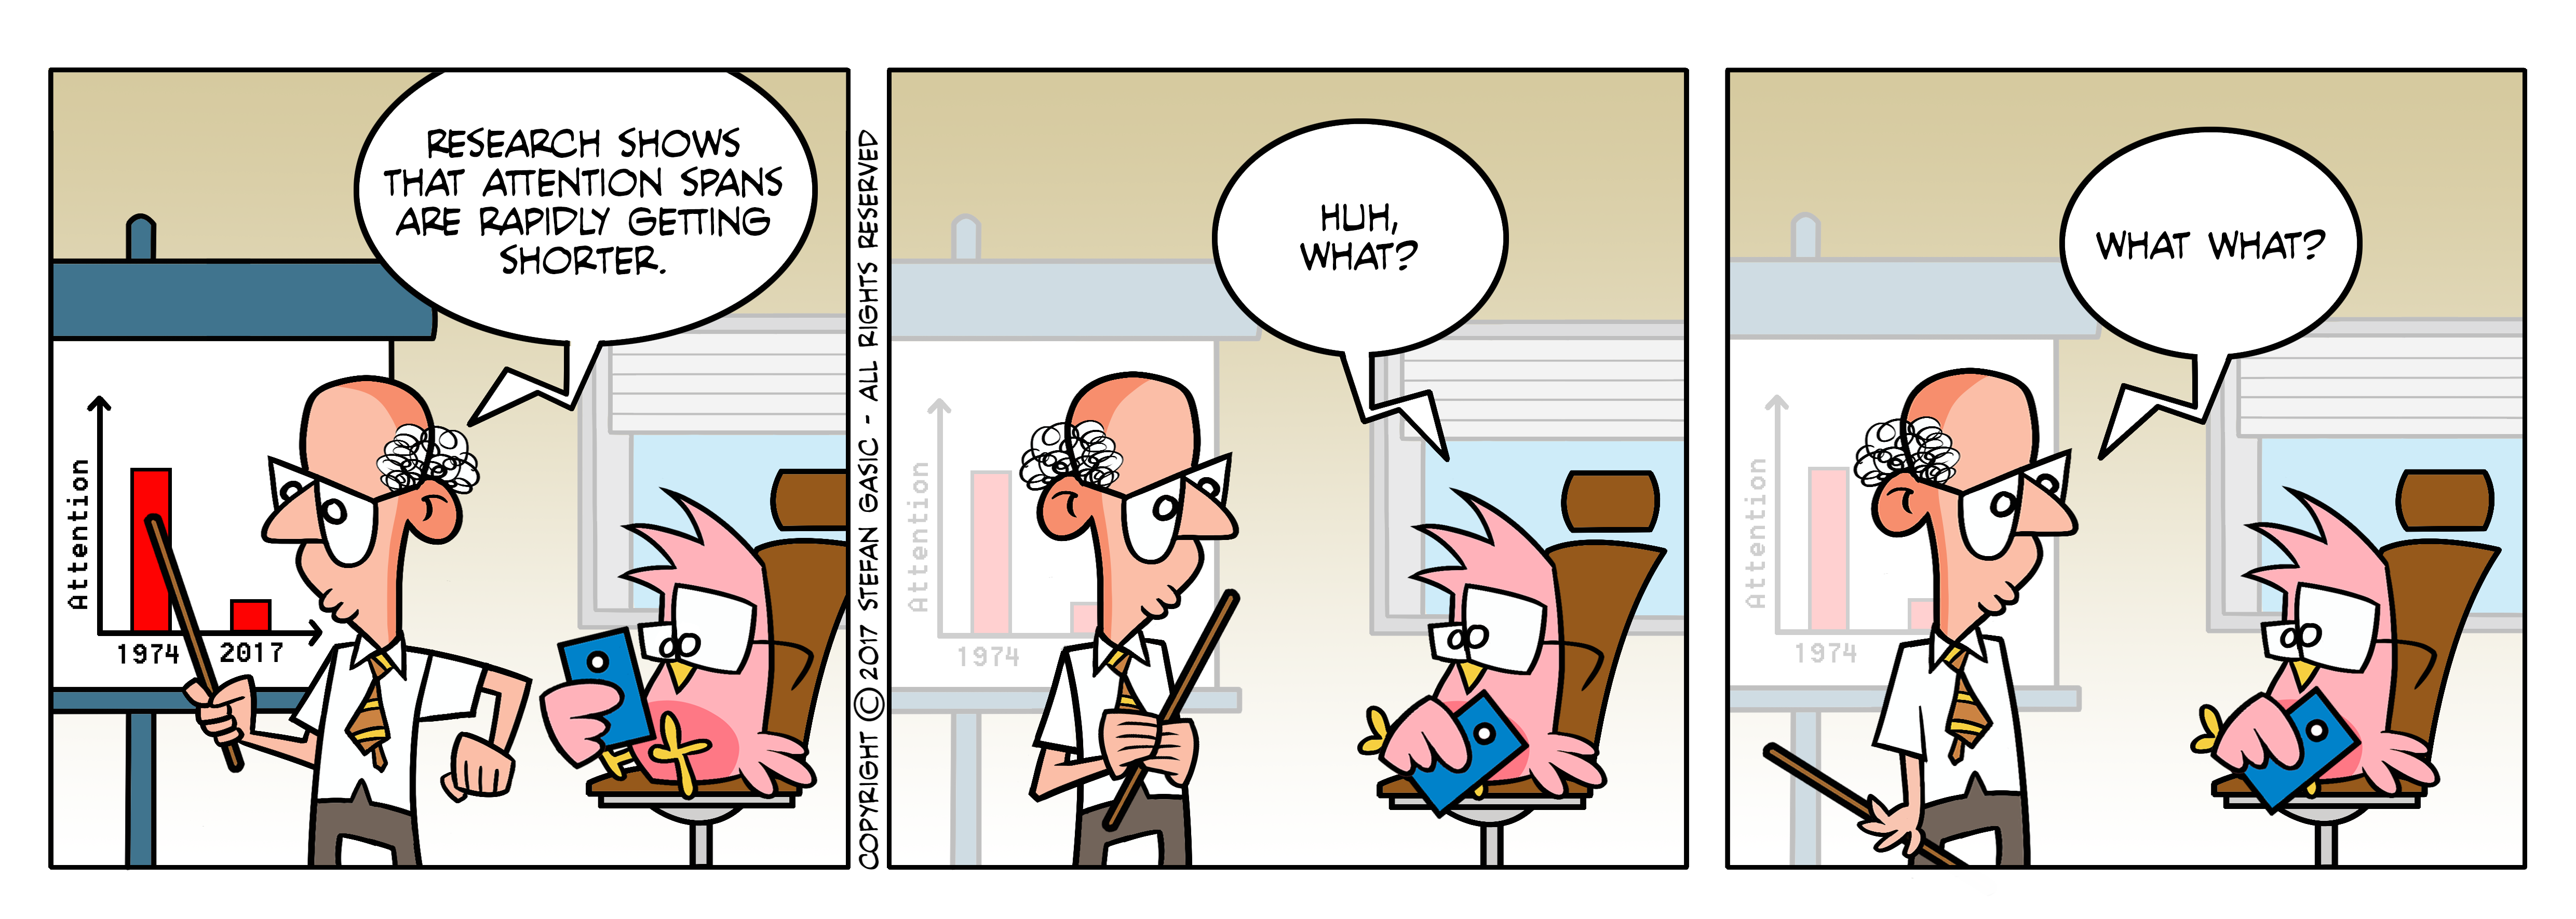 RESEARCH SHOWS
THAT ATTENTION SPANS
ARE RAPIDLY GETTING
SHORTER.
Attention
1974
2017
COPYRIGHT © 2017 STEFAN GASIC - ALL RIGHTS RESERVED
HUH,
WHAT?
Attention
1974
WHAT WHAT?
Attention
1974